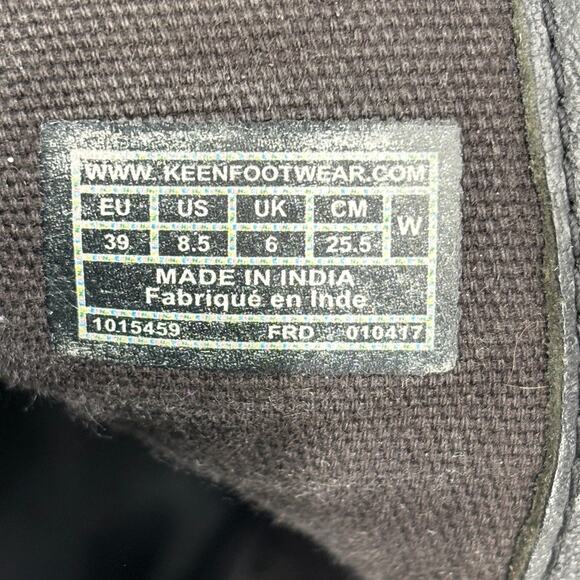 WWW. KEENFOOTWEAR.COM
EU US UK CM W
39 8.5 6 25.5
MADE IN INDIA
Fabriqué en Inde
1015459 FRD 010417